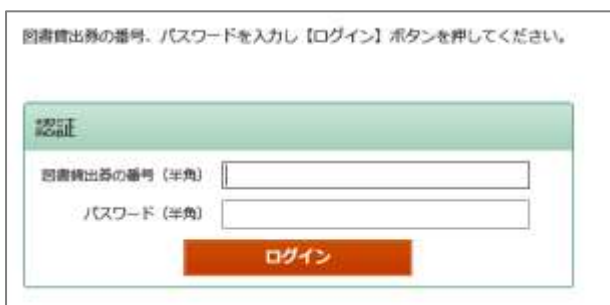 図書貸出券の番号、パスワードを入力し【ログイン】ボタンを押してください。
認証
図書貸出券の番号（半角）
パスワード（半角）
ログイン